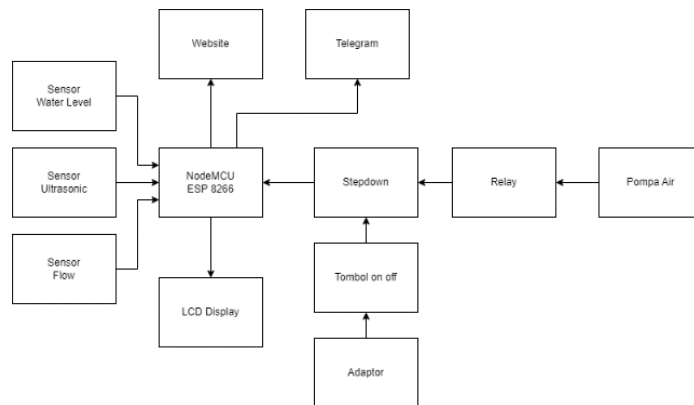 Website
Telegram
Sensor
Water Level
Sensor
Ultrasonic
NodeMCU
ESP 8266
Stepdown
Relay
Pompa Air
Sensor
Flow
LCD Display
Tombol on off
Adaptor